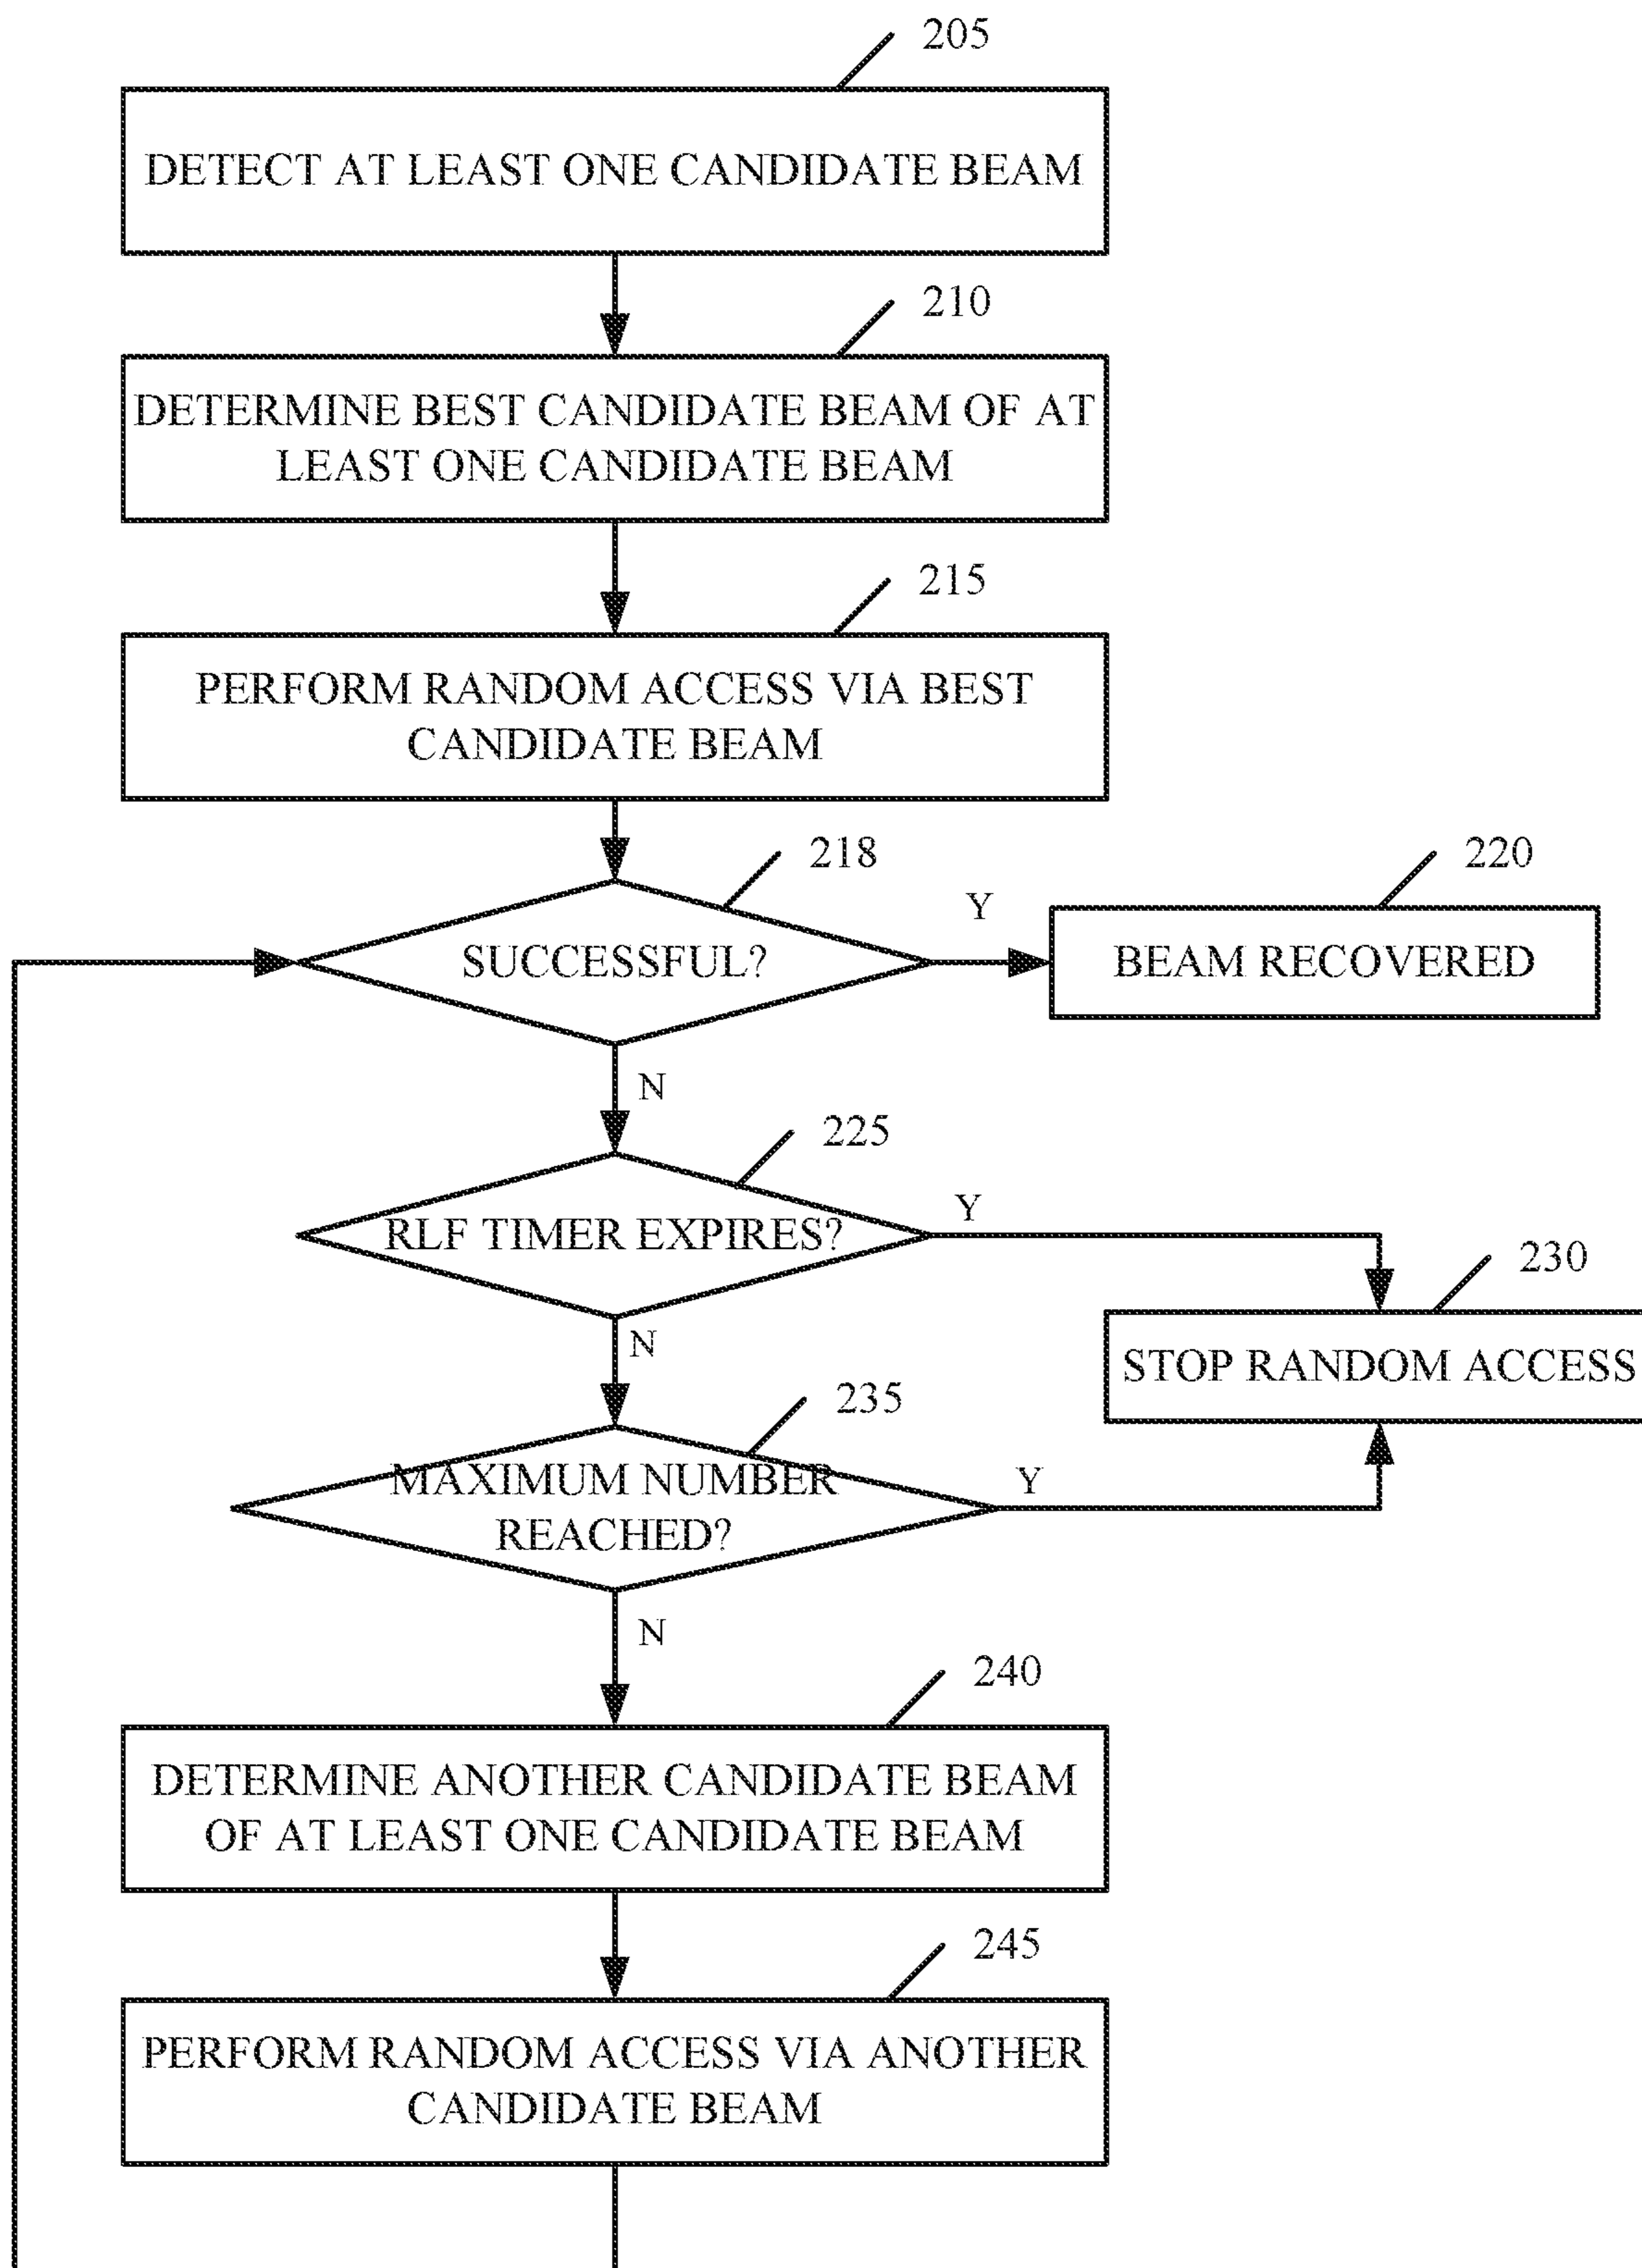 205
DETECT AT LEAST ONE CANDIDATE BEAM
210
DETERMINE BEST CANDIDATE BEAM OF AT
LEAST ONE CANDIDATE BEAM
215
PERFORM RANDOM ACCESS VIA BEST
CANDIDATE BEAM
218
SUCCESSFUL?
Y
220
BEAM RECOVERED
N
225
RLF TIMER EXPIRES?
Y
230
STOP RANDOM ACCESS
N
235
MAXIMUM NUMBER
REACHED?
Y
N
240
DETERMINE ANOTHER CANDIDATE BEAM
OF AT LEAST ONE CANDIDATE BEAM
245
PERFORM RANDOM ACCESS VIA ANOTHER
CANDIDATE BEAM